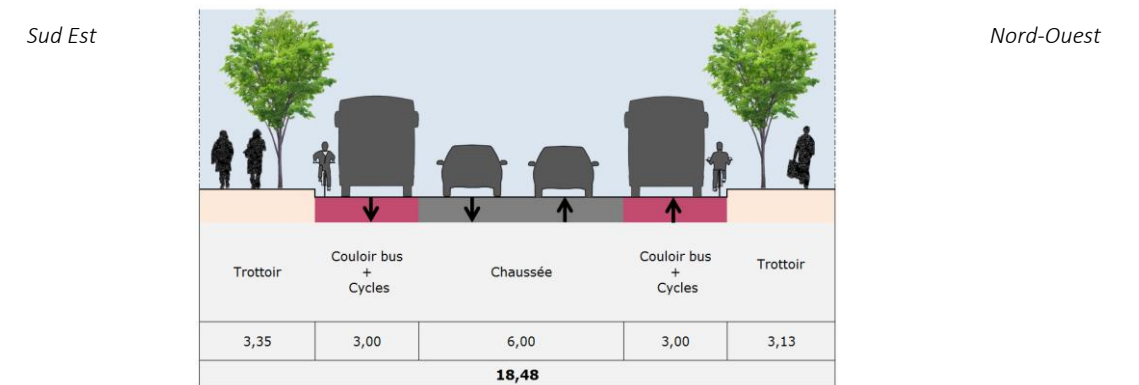 Sud Est
Nord-Ouest
Trottoir
Couloir bus
+
Cycles
Chaussée
Couloir bus
+
Cycles
Trottoir
3,35
3,00
6,00
3,00
3,13
18,48